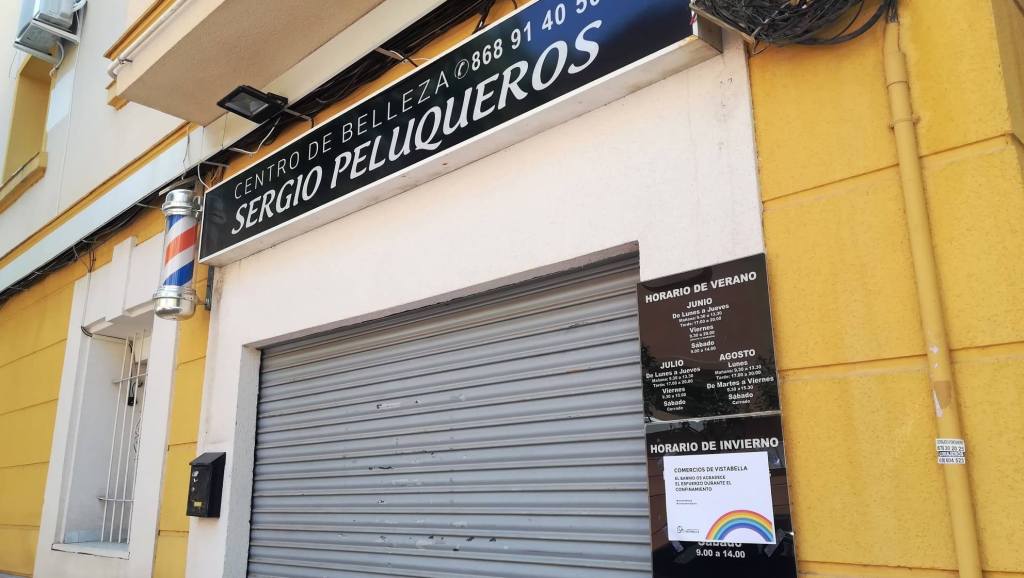 CENTRO DE BELLEZA 868 91 40 50
SERGIO PELUQUEROS
HORARIO DE VERANO
JUNIO
De Lunes a Jueves
Mañana: 9.30 a 13.30
Tarde: 17.00 a 20.00
Viernes
9.30 a 20.00
Sábado
9.00 a 14.00
JULIO
De Lunes a Jueves
Mañana: 9.30 a 13.30
Tarde: 17.00 a 20.00
Viernes
Sábado
Cerrado
AGOSTO
Lunes
Mañana: 9.30 a 13.30
Tarde: 17.00 a 20.00
De Martes a Viernes
9.30 a 15.30
Sábado
Cerrado
HORARIO DE INVIERNO
COMERCIOS DE VISTABELLA
EL BARRIO OS AGRADECE
EL ESFUERZO DURANTE EL
CONFINAMIENTO
Sábado
9.00 a 14.00